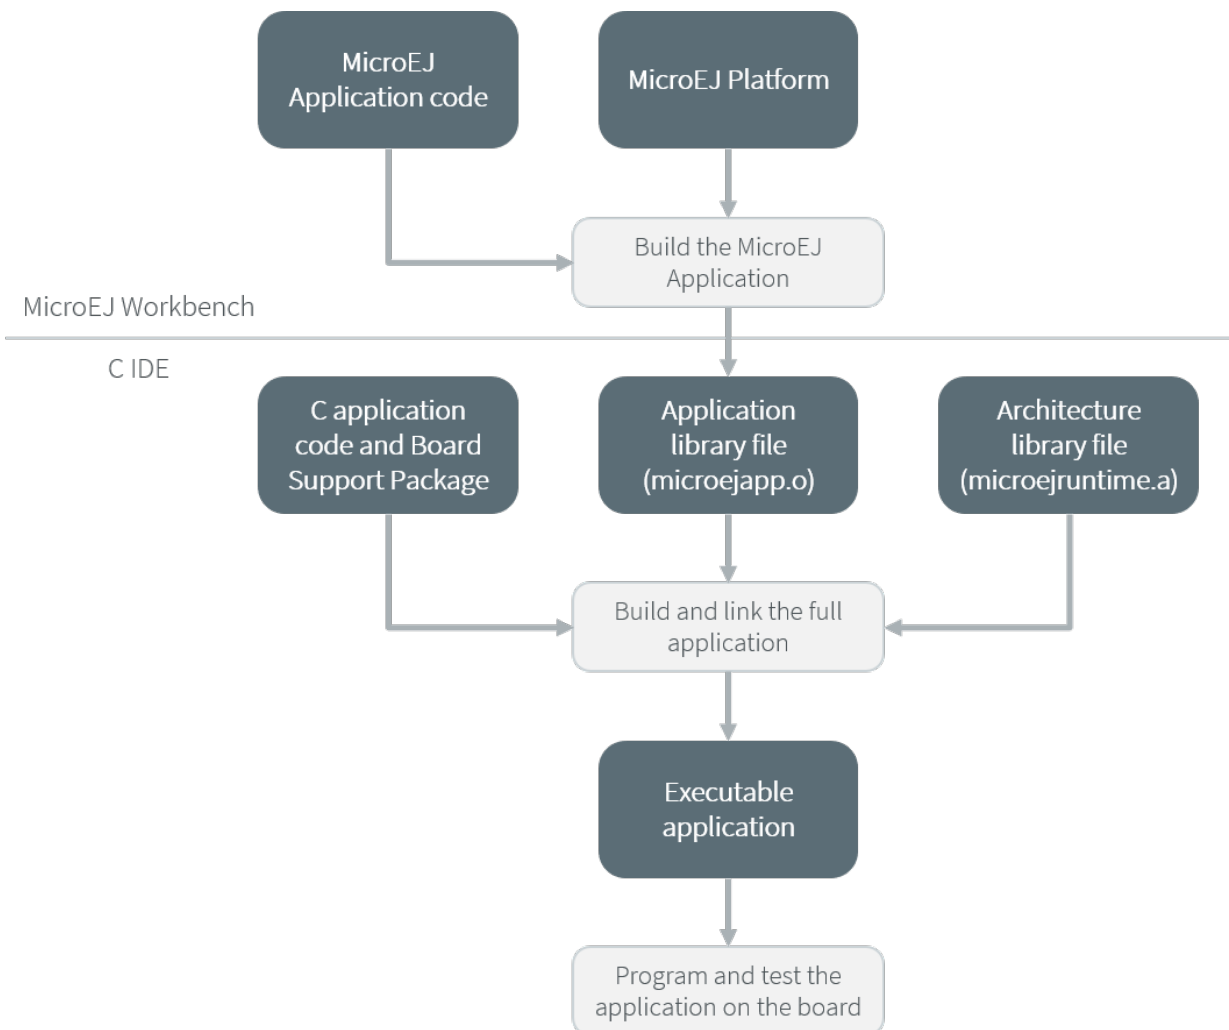 MicroEJ
Application code
MicroEJ Platform
Build the MicroEJ
Application
MicroEJ Workbench
C IDE
C application
code and Board
Support Package
Application
library file
(microejapp.o)
Architecture
library file
(microejruntime.a)
Build and link the full
application
Executable
application
Program and test the
application on the board